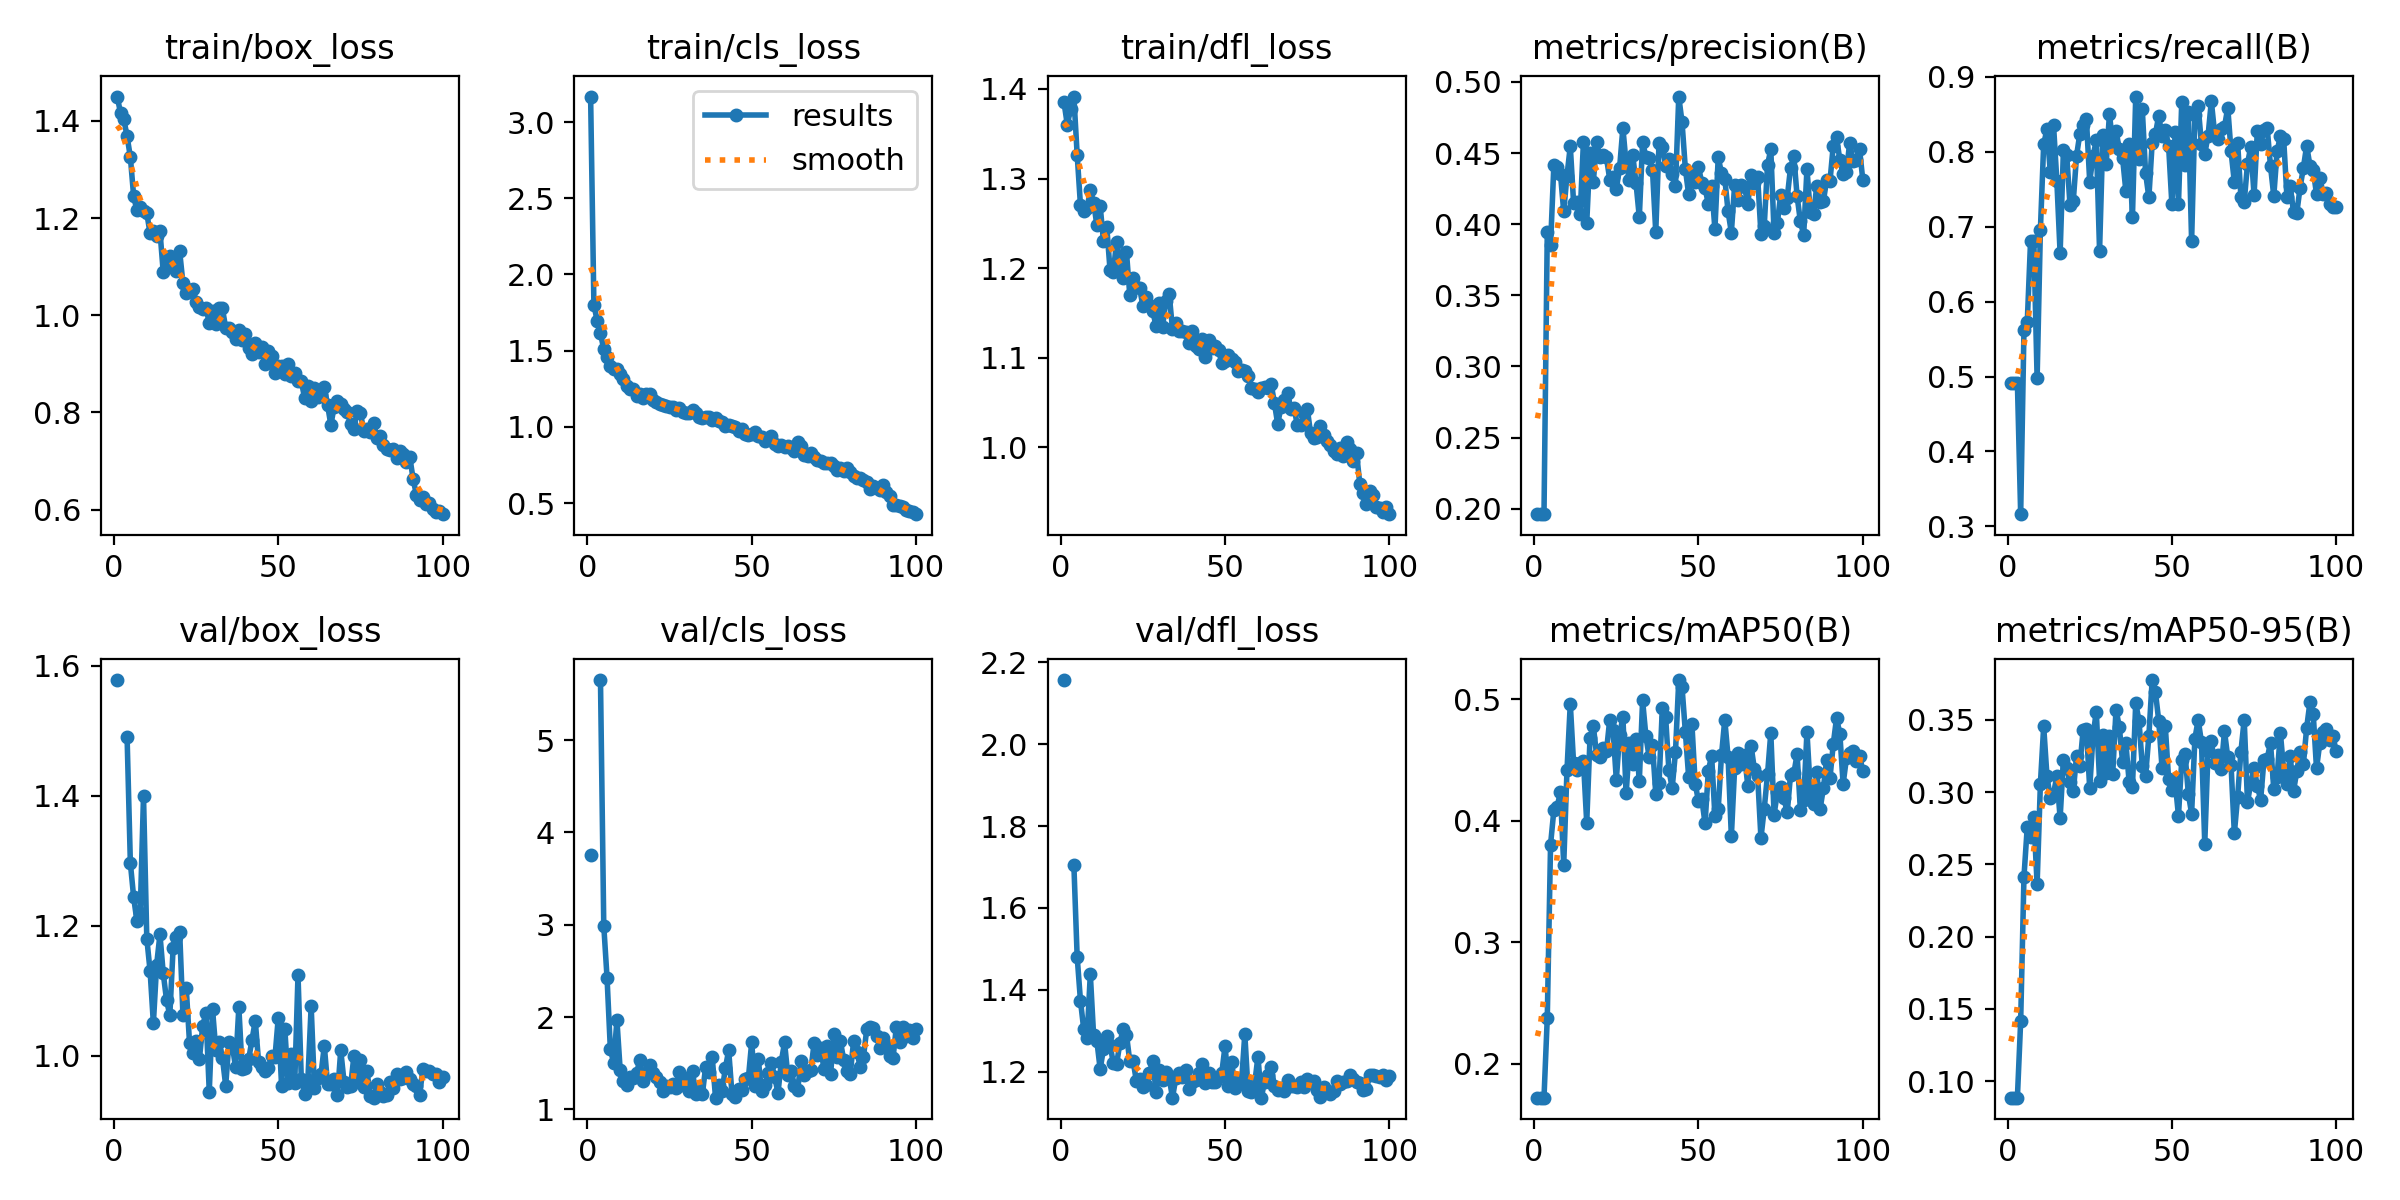 train/box_loss
1.4
1.2
1.0
0.8
0.6
0 50 100
train/cls_loss
results
smooth
3.0
2.5
2.0
1.5
1.0
0.5
0 50 100
train/dfl_loss
1.4
1.3
1.2
1.1
1.0
0 50 100
metrics/precision(B)
0.50
0.45
0.40
0.35
0.30
0.25
0.20
0 50 100
metrics/recall(B)
0.9
0.8
0.7
0.6
0.5
0.4
0.3
0 50 100
val/box_loss
1.6
1.4
1.2
1.0
0 50 100
val/cls_loss
5
4
3
2
1
0 50 100
val/dfl_loss
2.2
2.0
1.8
1.6
1.4
1.2
0 50 100
metrics/mAP50(B)
0.5
0.4
0.3
0.2
0 50 100
metrics/mAP50-95(B)
0.35
0.30
0.25
0.20
0.15
0.10
0 50 100